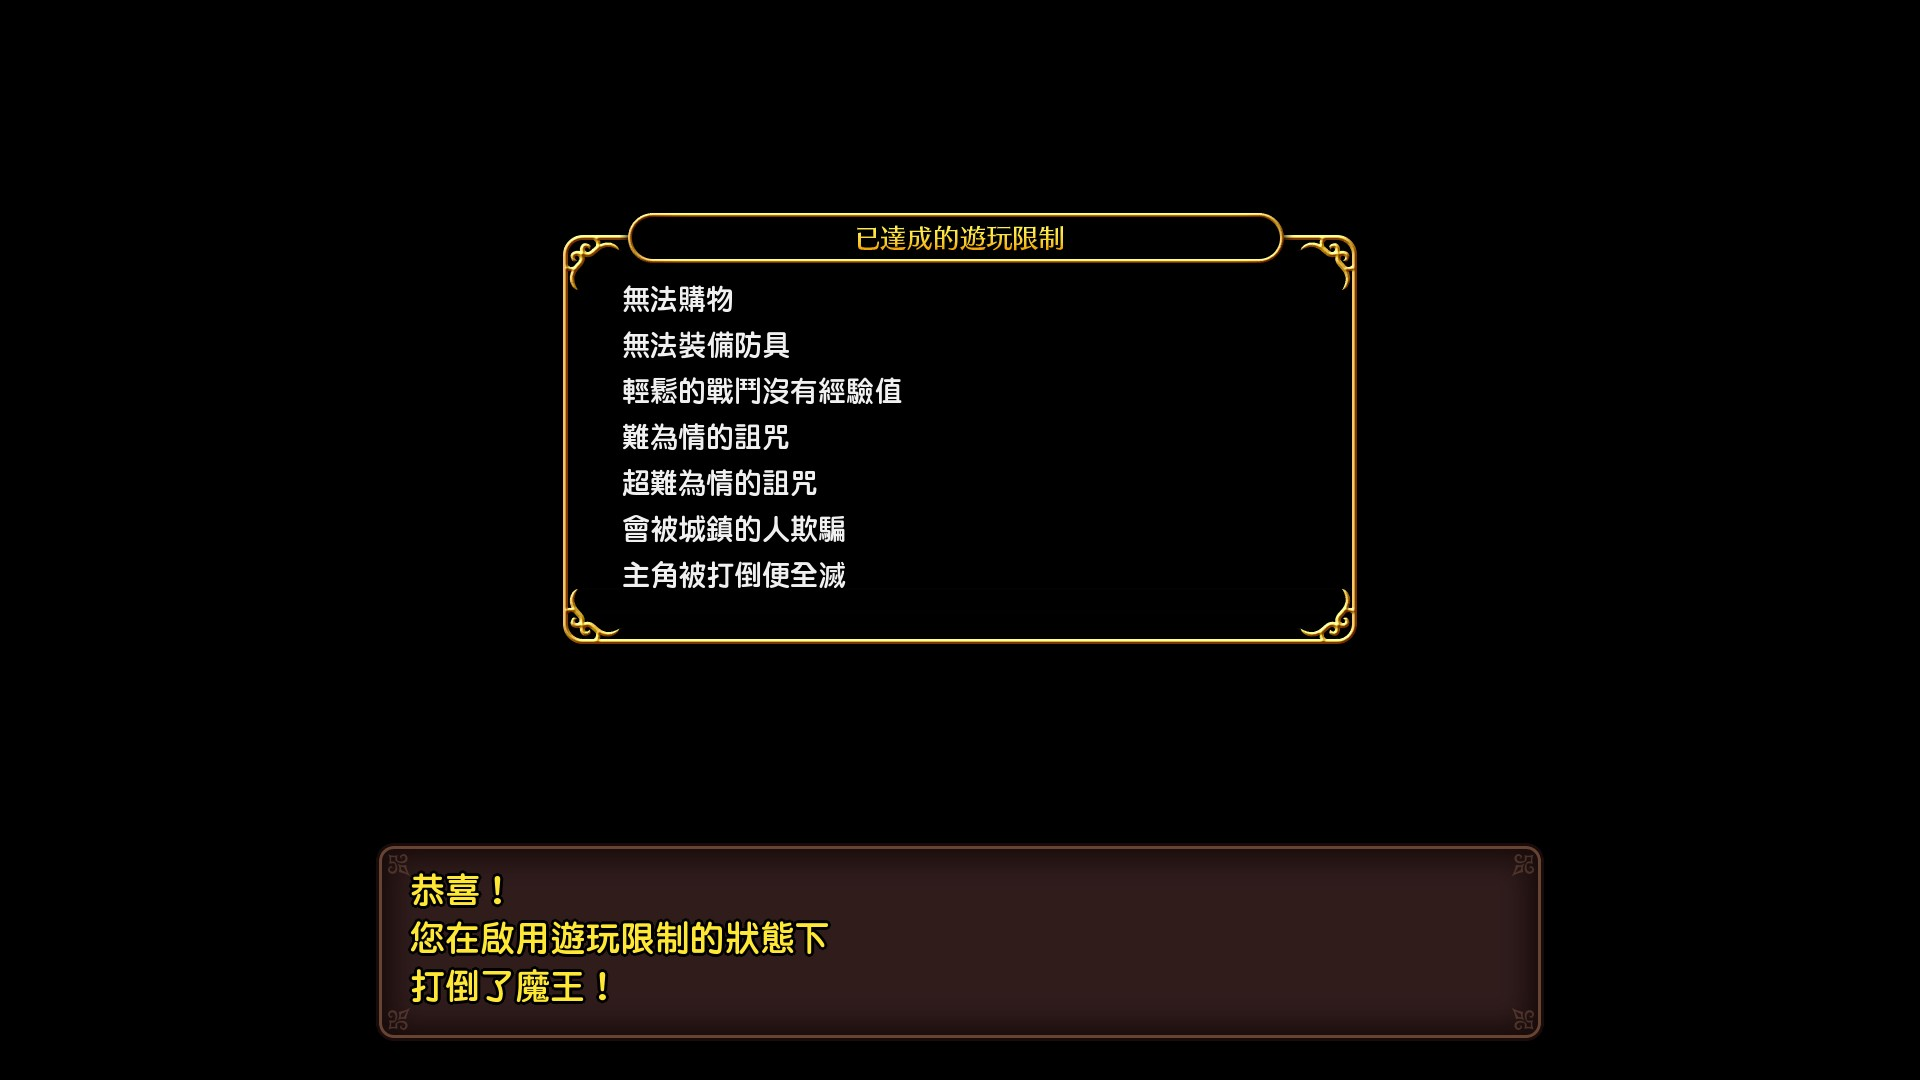 已達成的遊玩限制
無法購物
無法裝備防具
輕鬆的戰鬥沒有經驗值
難為情的詛咒
超難為情的詛咒
會被城鎮的人欺騙
主角被打倒便全滅
恭喜！
您在啟用遊玩限制的狀態下
打倒了魔王！